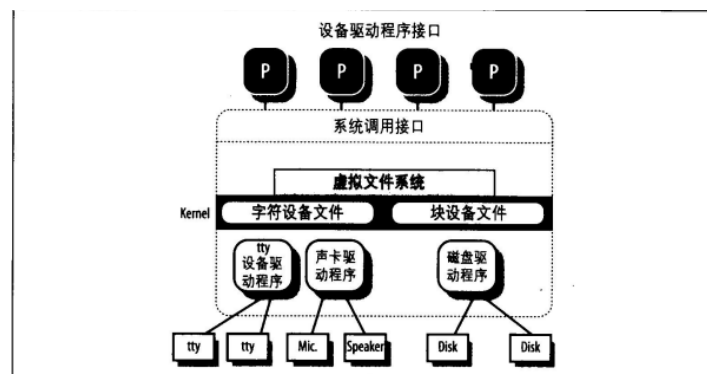 设备驱动程序接口
P P P P
系统调用接口
虚拟文件系统
Kernel 字符设备文件 块设备文件
tty
设备驱
动程序
声卡驱
动程序
磁盘驱
动程序
tty tty Mic. Speaker Disk Disk